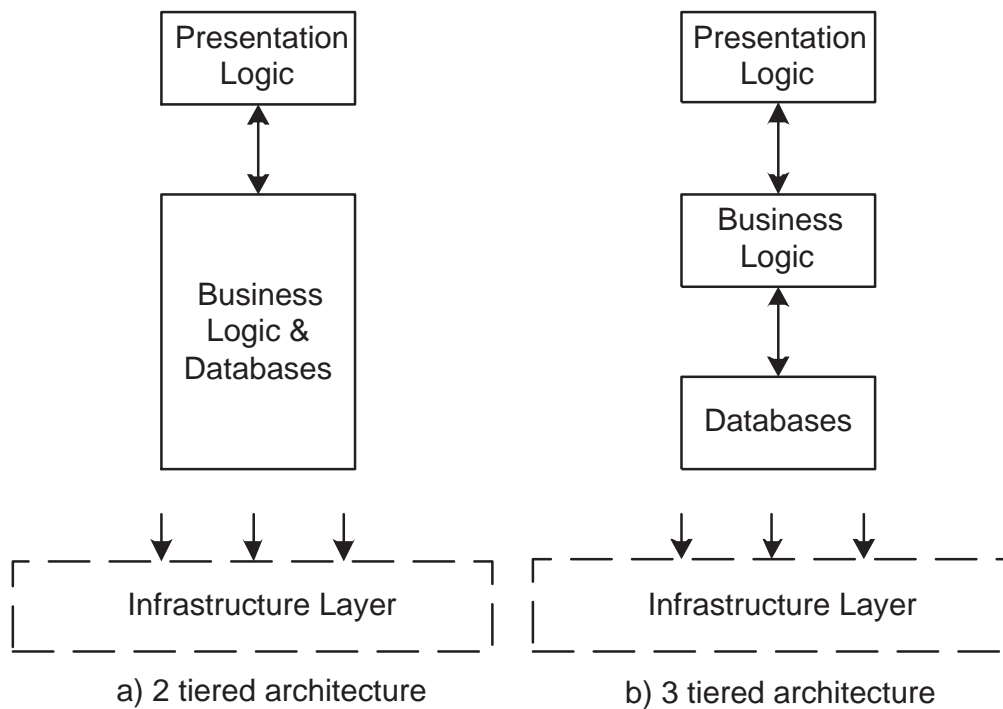 Presentation
Logic
Business
Logic &
Databases
Infrastructure Layer
a) 2 tiered architecture
Presentation
Logic
Business
Logic
Databases
Infrastructure Layer
b) 3 tiered architecture